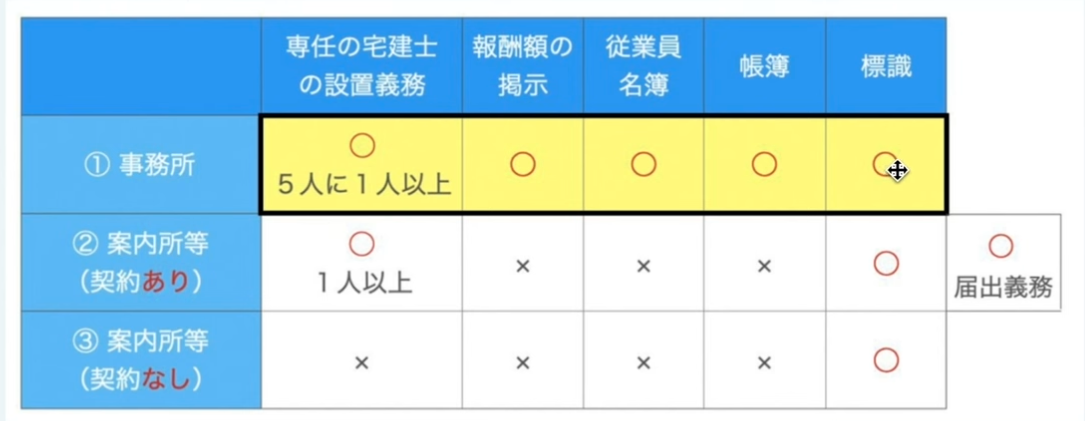 専任の宅建士
の設置義務
報酬額の
掲示
従業員
名簿
帳簿
標識
① 事務所
○
5人に1人以上
○
○
○
○
② 案内所等
（契約あり）
○
1人以上
×
×
×
○
○
届出義務
③ 案内所等
（契約なし）
×
×
×
×
○